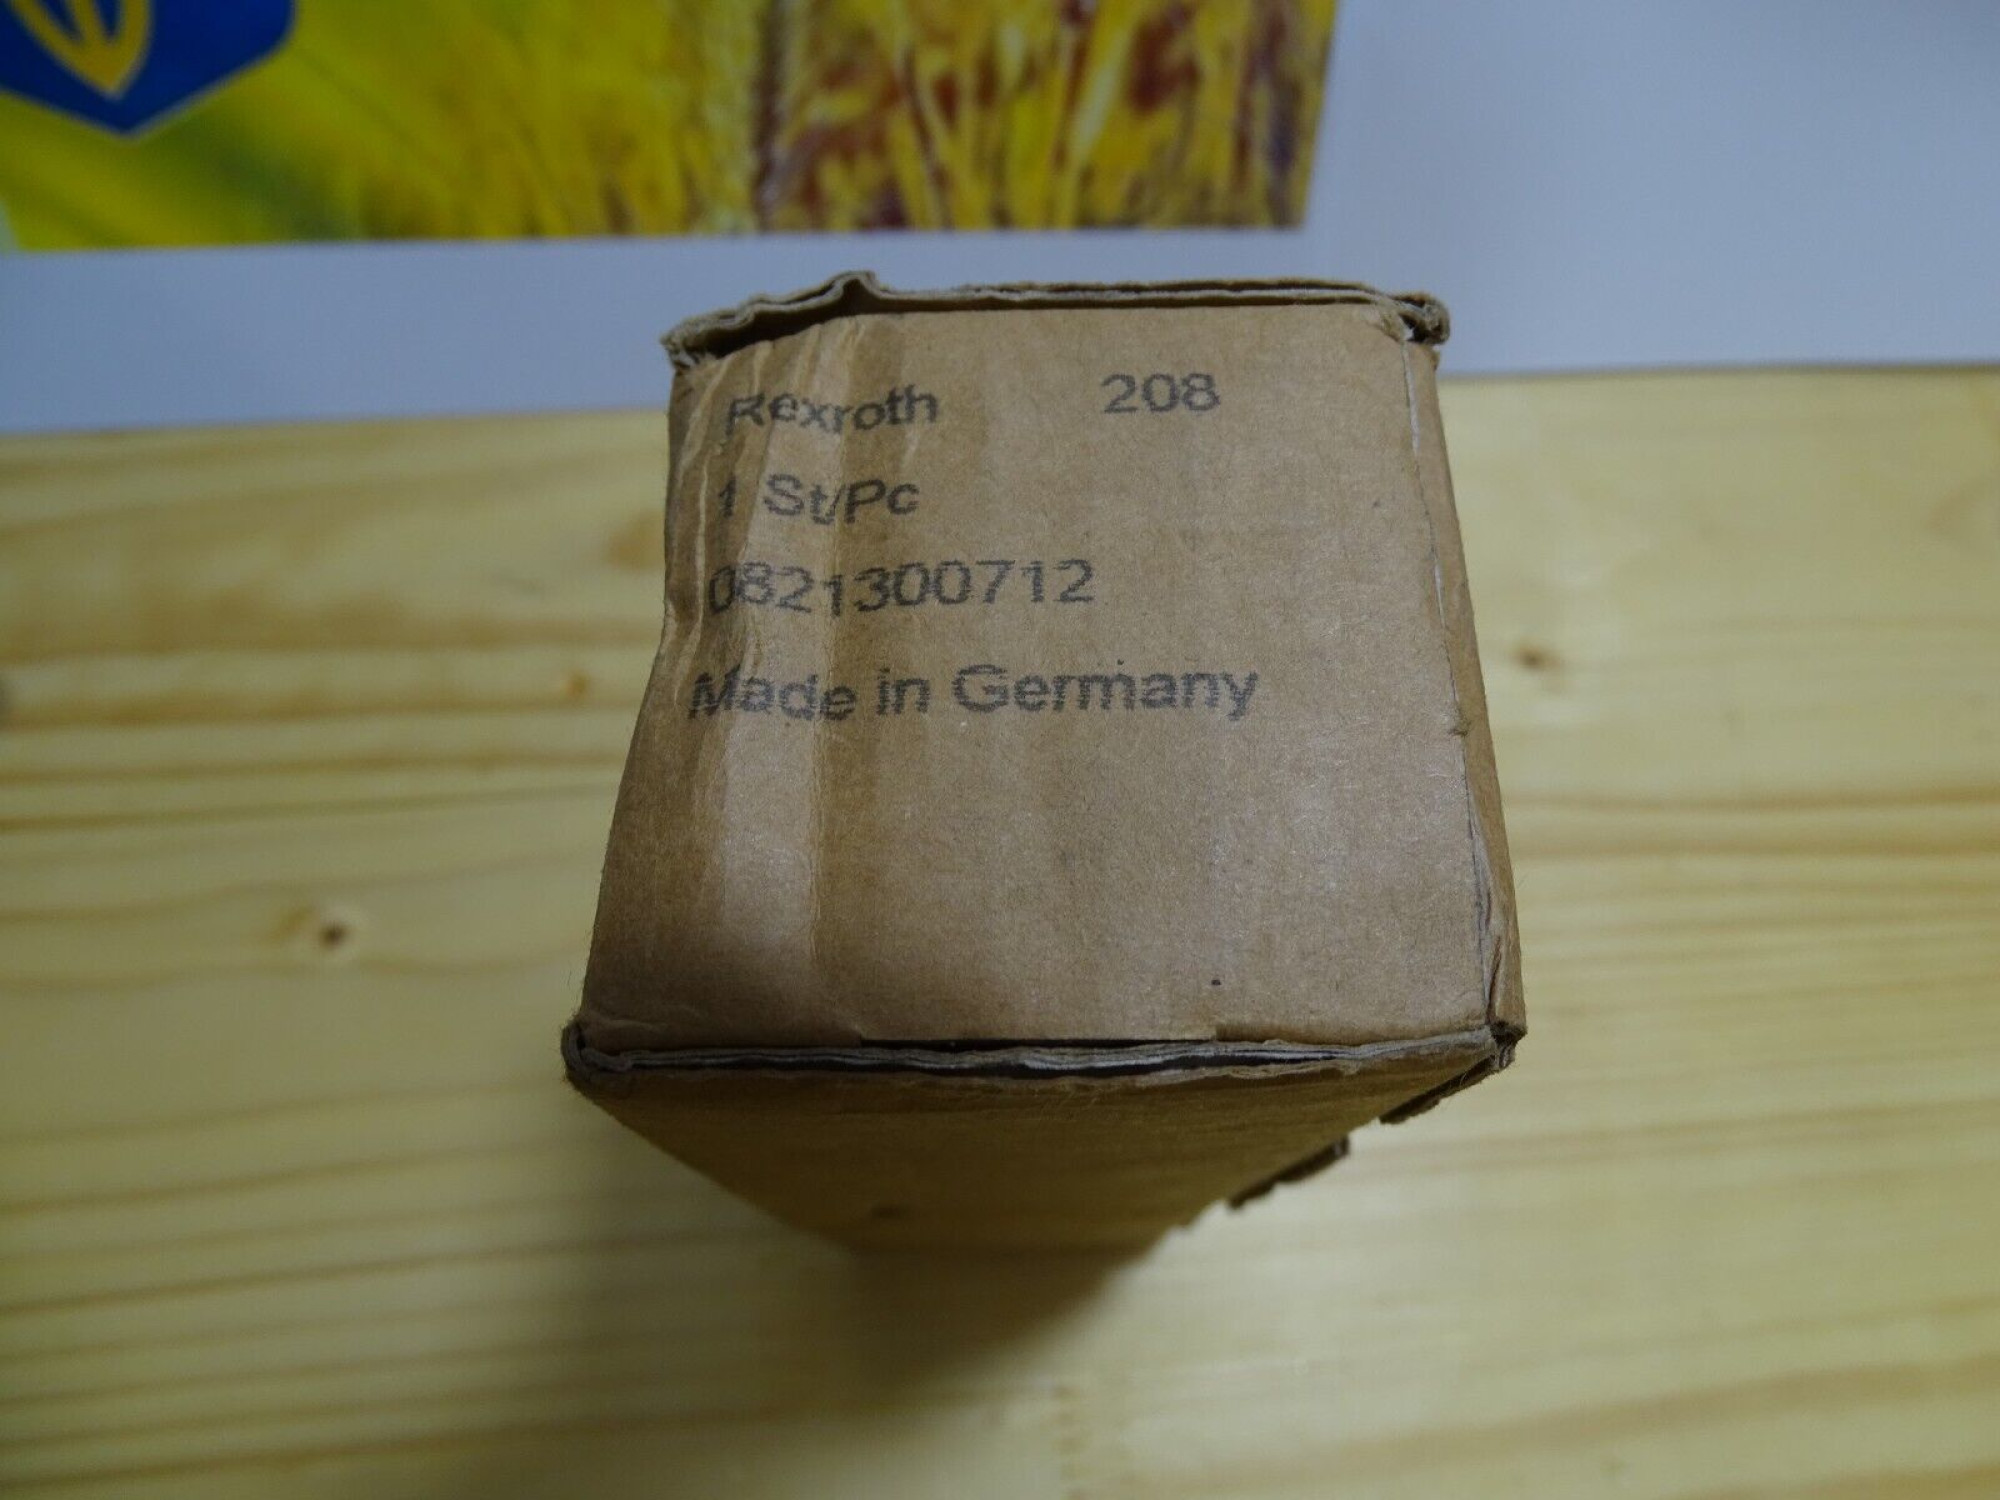 Rexroth 208
1 St/Pc
0821300712
Made in Germany